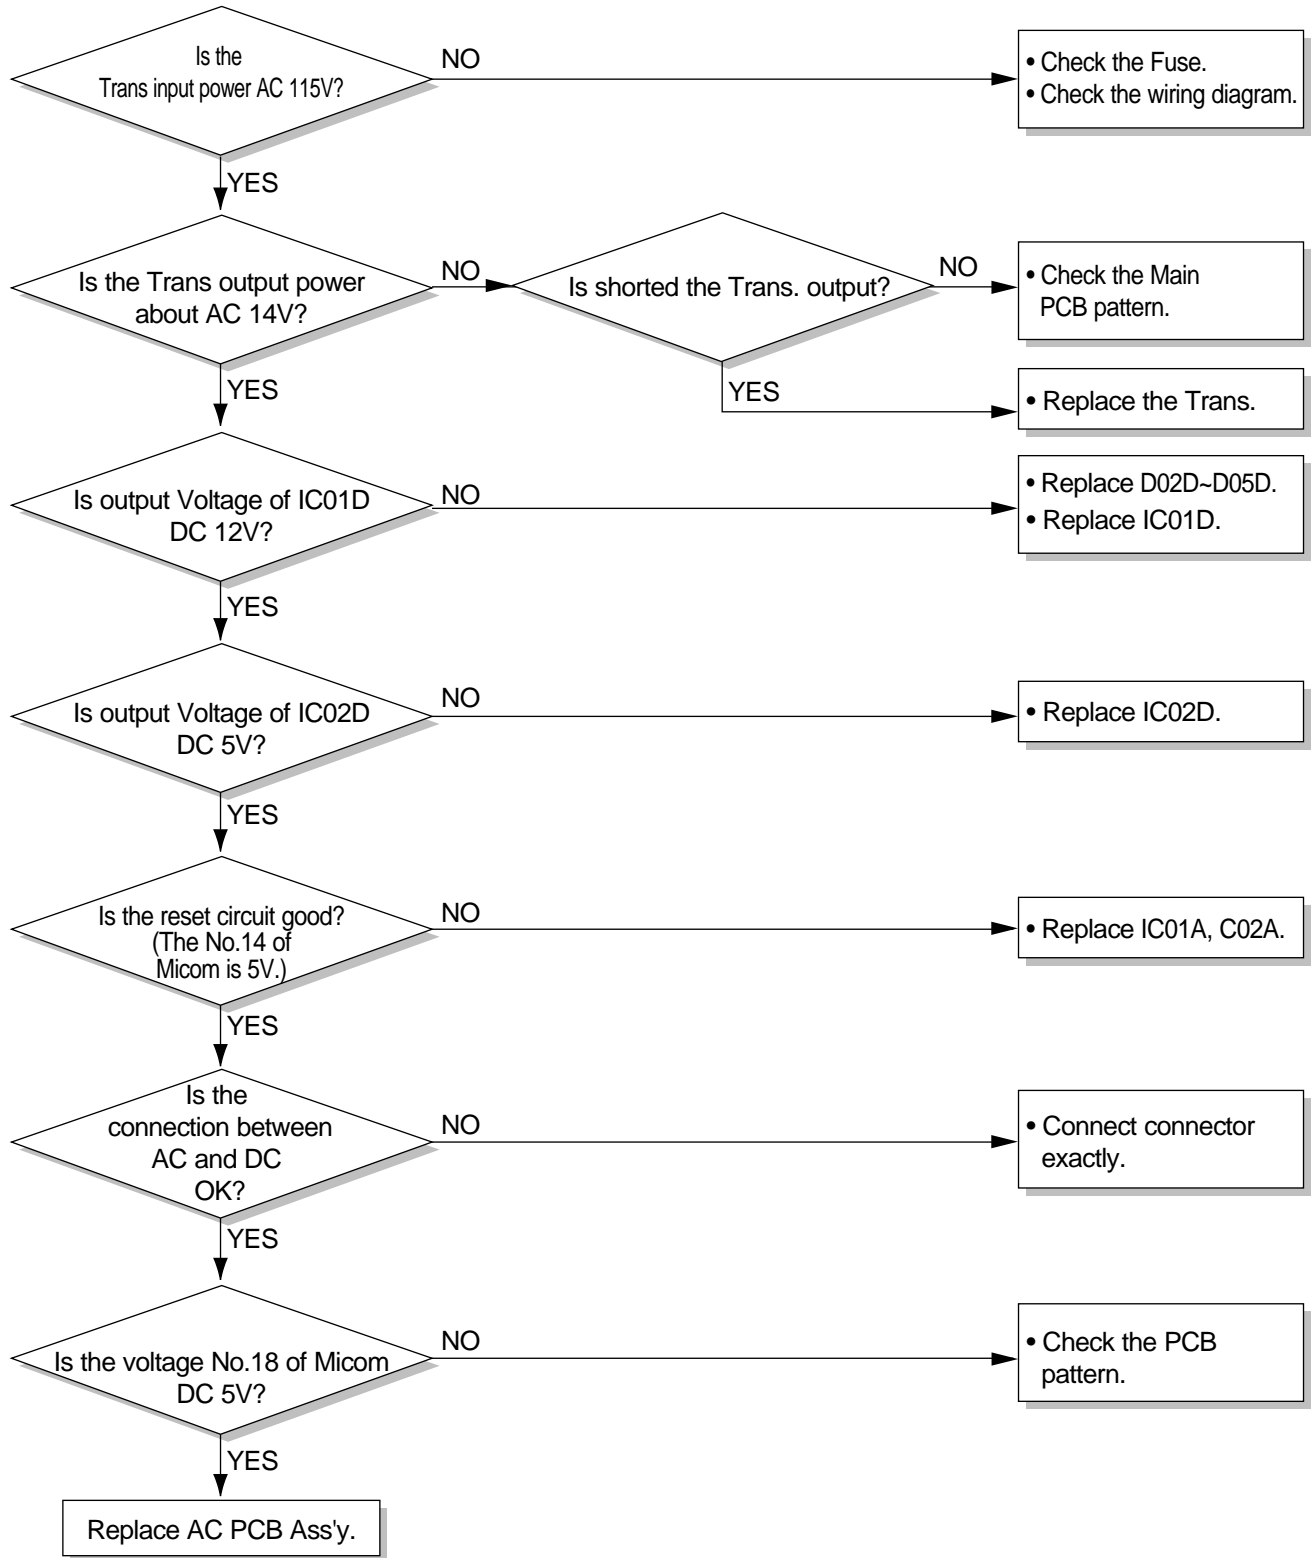 Is the
Trans input power AC 115V?
NO
• Check the Fuse.
• Check the wiring diagram.
YES
Is the Trans output power
about AC 14V?
NO
Is shorted the Trans. output?
NO
• Check the Main
PCB pattern.
YES
YES
• Replace the Trans.
Is output Voltage of IC01D
DC 12V?
NO
• Replace D02D~D05D.
• Replace IC01D.
YES
Is output Voltage of IC02D
DC 5V?
NO
• Replace IC02D.
YES
Is the reset circuit good?
(The No.14 of
Micom is 5V.)
NO
• Replace IC01A, C02A.
YES
Is the
connection between
AC and DC
OK?
NO
• Connect connector
exactly.
YES
Is the voltage No.18 of Micom
DC 5V?
NO
• Check the PCB
pattern.
YES
Replace AC PCB Ass'y.